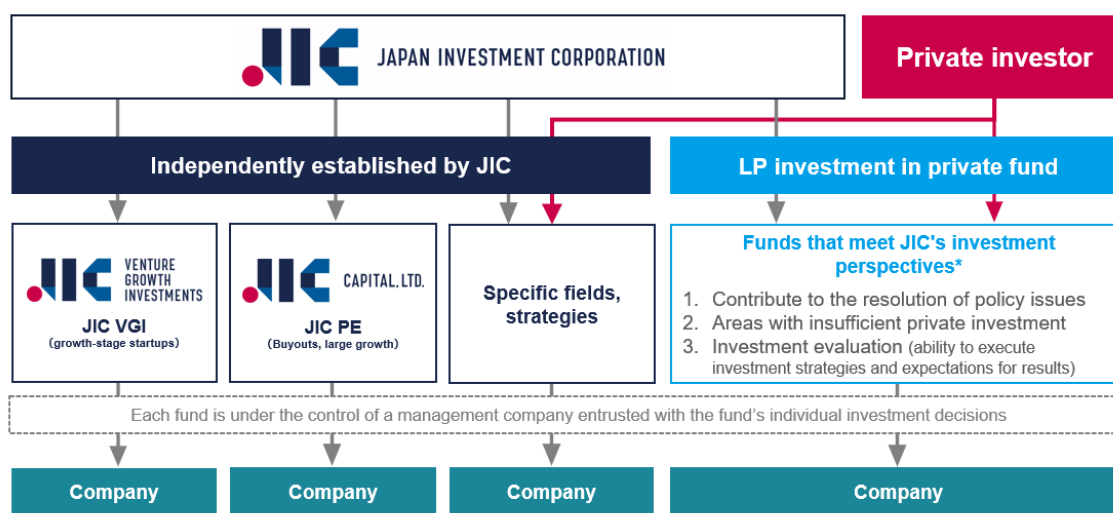 JIC JAPAN INVESTMENT CORPORATION
Private investor
Independently established by JIC
LP investment in private fund
JIC VENTURE
GROWTH
INVESTMENTS
JIC VGI
(growth-stage startups)
JIC CAPITAL, LTD.
JIC PE
(Buyouts, large growth)
Specific fields,
strategies
Funds that meet JIC's investment
perspectives*
1. Contribute to the resolution of policy issues
2. Areas with insufficient private investment
3. Investment evaluation (ability to execute
investment strategies and expectations for results)
Each fund is under the control of a management company entrusted with the fund's individual investment decisions
Company
Company
Company
Company